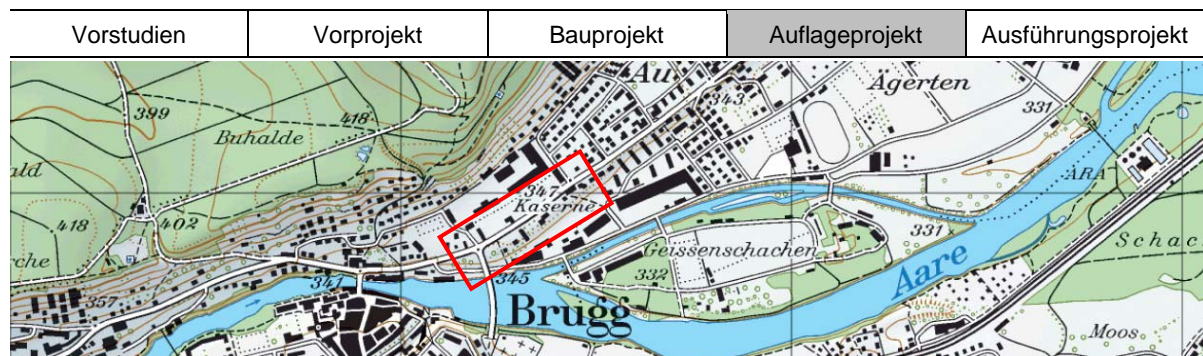 Vorstudien Vorprojekt Bauprojekt Auflageprojekt Ausführungsprojekt
Au
399
418
Buhalde
343
Ägerten
331
ald
347
Kaserne
ARA
418
402
331
Schac
rche
Geissenschachen
332
345
341
357
Aare
Brugg
Moos